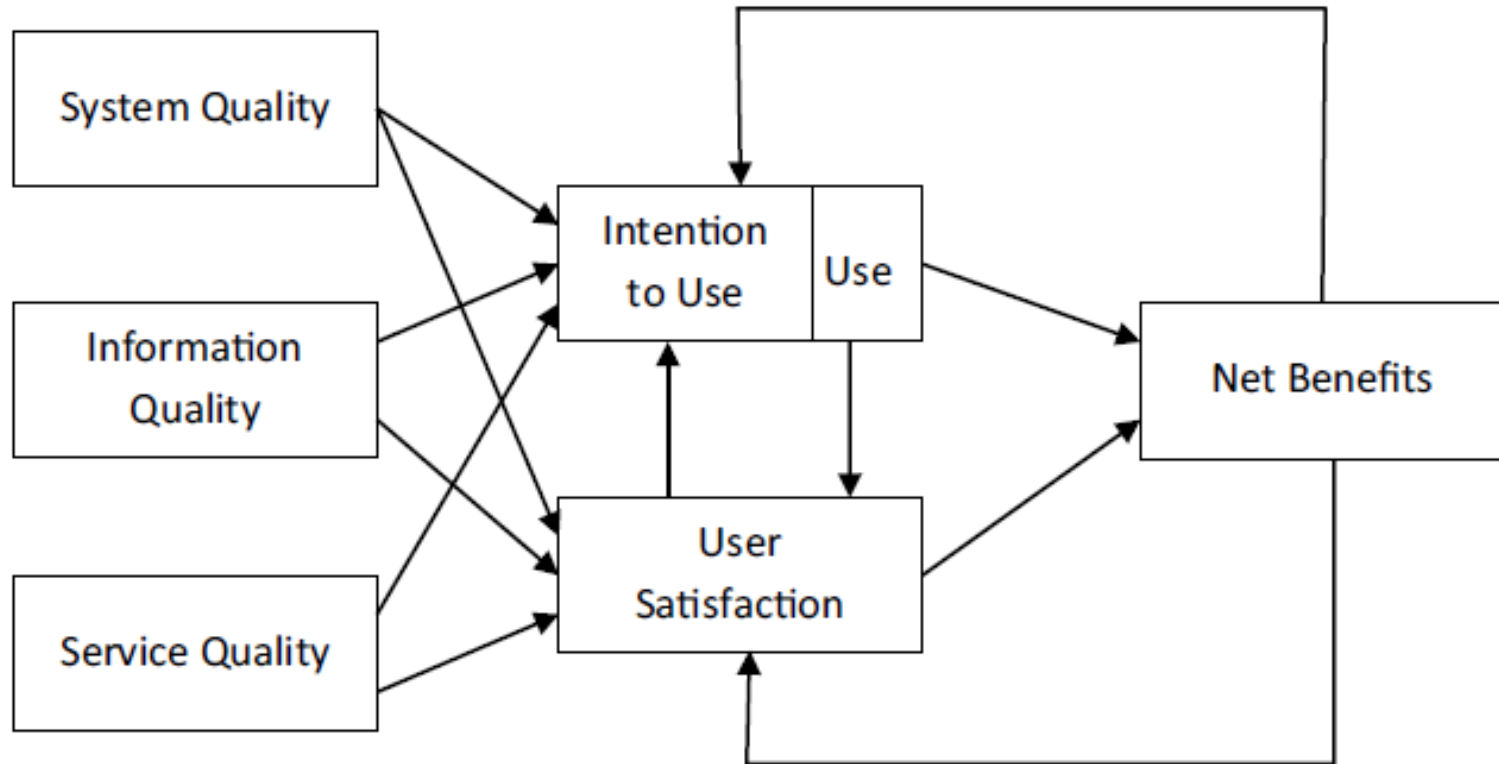 System Quality
Intention
to Use
Use
Information
Quality
Net Benefits
User
Satisfaction
Service Quality